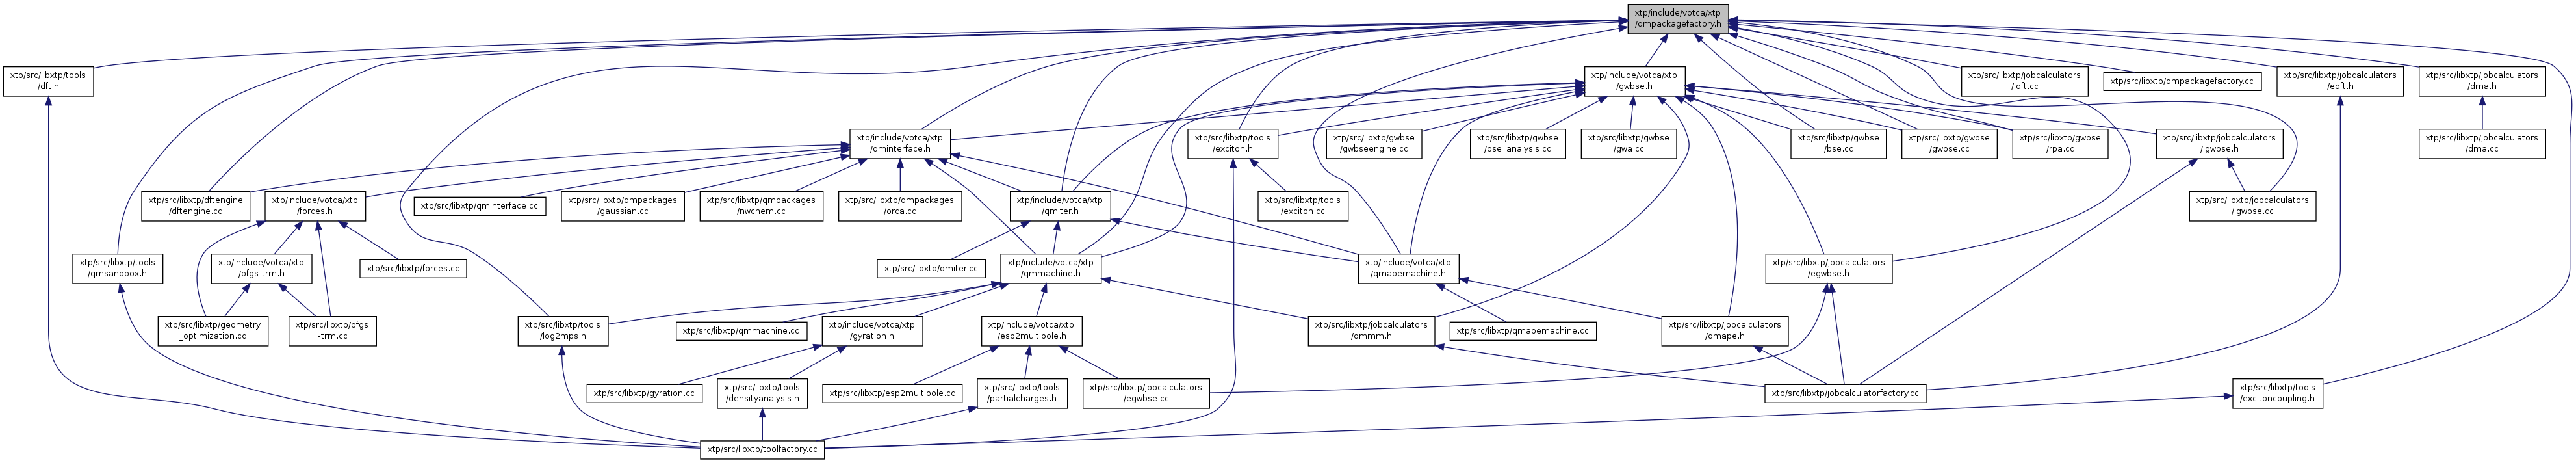 xtp/include/votca/xtp
/qmpackagefactory.h
xtp/src/libxtp/tools
/dft.h
xtp/include/votca/xtp
/gwbse.h
xtp/src/libxtp/jobcalculators
/idft.cc
xtp/src/libxtp/qmpackagefactory.cc
xtp/src/libxtp/jobcalculators
/edft.h
xtp/src/libxtp/jobcalculators
/dma.h
xtp/include/votca/xtp
/qminterface.h
xtp/src/libxtp/tools
/exciton.h
xtp/src/libxtp/gwbse
/gwbseengine.cc
xtp/src/libxtp/gwbse
/bse_analysis.cc
xtp/src/libxtp/gwbse
/gwa.cc
xtp/src/libxtp/gwbse
/bse.cc
xtp/src/libxtp/gwbse
/gwbse.cc
xtp/src/libxtp/gwbse
/rpa.cc
xtp/src/libxtp/jobcalculators
/igwbse.h
xtp/src/libxtp/jobcalculators
/dma.cc
xtp/src/libxtp/dftengine
/dftengine.cc
xtp/include/votca/xtp
/forces.h
xtp/src/libxtp/qminterface.cc
xtp/src/libxtp/qmpackages
/gaussian.cc
xtp/src/libxtp/qmpackages
/nwchem.cc
xtp/src/libxtp/qmpackages
/orca.cc
xtp/include/votca/xtp
/qmiter.h
xtp/src/libxtp/tools
/exciton.cc
xtp/src/libxtp/jobcalculators
/igwbse.cc
xtp/src/libxtp/tools
/qmsandbox.h
xtp/include/votca/xtp
/bfgs-trm.h
xtp/src/libxtp/forces.cc
xtp/src/libxtp/qmiter.cc
xtp/include/votca/xtp
/qmmachine.h
xtp/include/votca/xtp
/qmapemachine.h
xtp/src/libxtp/jobcalculators
/egwbse.h
xtp/src/libxtp/geometry
_optimization.cc
xtp/src/libxtp/bfgs
-trm.cc
xtp/src/libxtp/tools
/log2mps.h
xtp/src/libxtp/qmmachine.cc
xtp/include/votca/xtp
/gyration.h
xtp/include/votca/xtp
/esp2multipole.h
xtp/src/libxtp/jobcalculators
/qmmm.h
xtp/src/libxtp/qmapemachine.cc
xtp/src/libxtp/jobcalculators
/qmape.h
xtp/src/libxtp/gyration.cc
xtp/src/libxtp/tools
/densityanalysis.h
xtp/src/libxtp/esp2multipole.cc
xtp/src/libxtp/tools
/partialcharges.h
xtp/src/libxtp/jobcalculators
/egwbse.cc
xtp/src/libxtp/jobcalculatorfactory.cc
xtp/src/libxtp/tools
/excitoncoupling.h
xtp/src/libxtp/toolfactory.cc